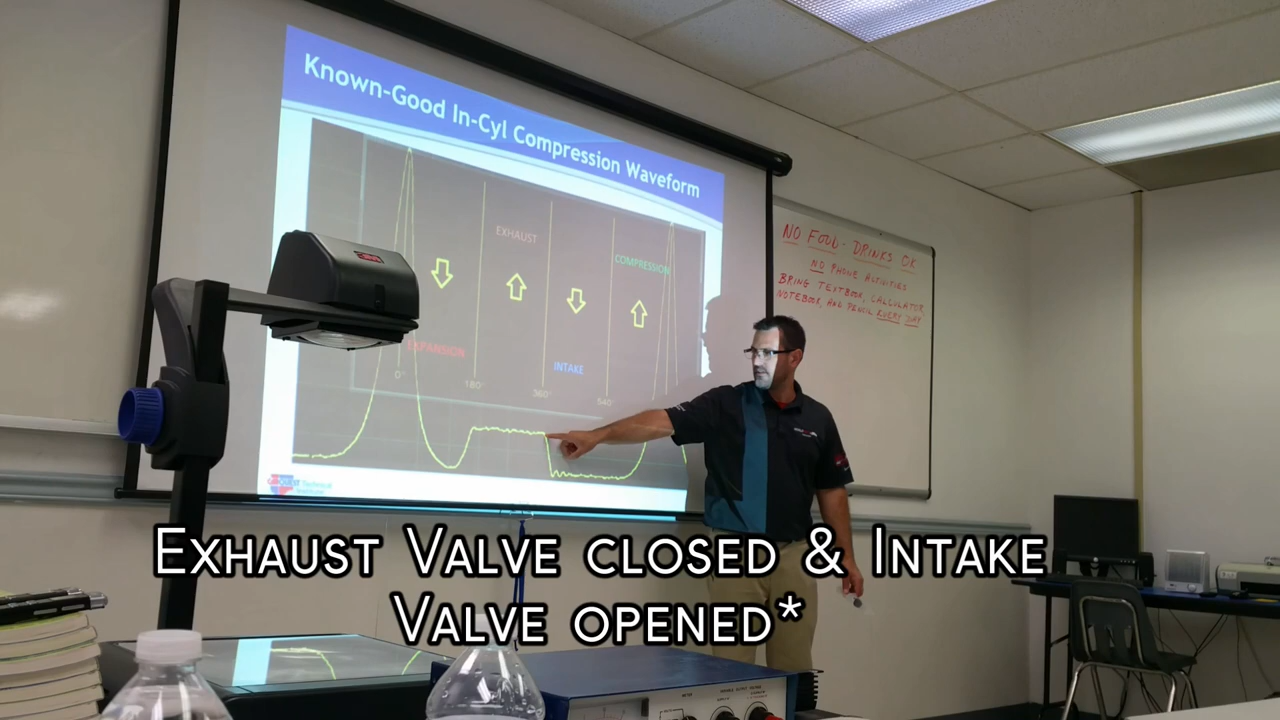 Known-Good In-Cyl Compression Waveform
EXHAUST
COMPRESSION
EXPANSION
INTAKE
0°
180°
360°
540°
NO FOOD - DRINKS OK
NO PHONE ACTIVITIES
BRING TEXTBOOK, CALCULATOR,
NOTEBOOK, AND PENCIL EVERY DAY
Exhaust Valve closed & Intake
Valve opened*